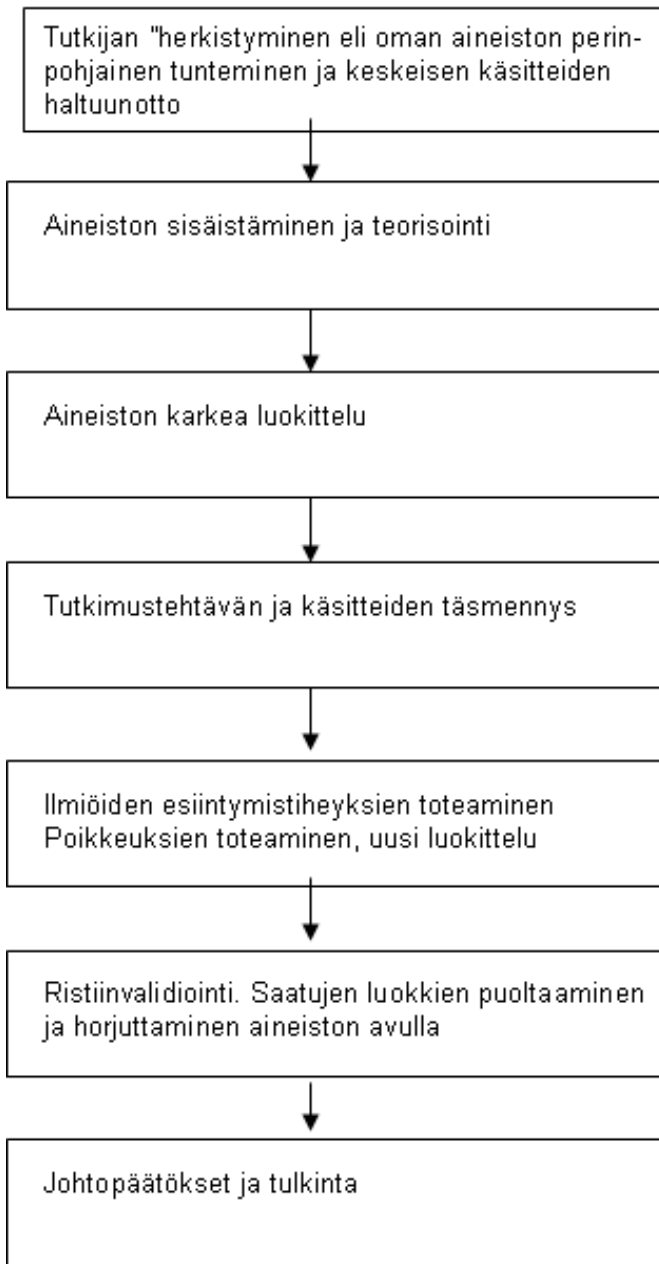 Tutkijan "herkistyminen eli oman aineiston perin-
pohjainen tunteminen ja keskeisen käsitteiden
haltuunotto
Aineiston sisäistäminen ja teorisointi
Aineiston karkea luokittelu
Tutkimustehtävän ja käsitteiden täsmennys
Ilmiöiden esiintymistiheyksien toteaminen
Poikkeuksien toteaminen, uusi luokittelu
Ristiinvalidiointi. Saatujen luokkien puoltaaminen
ja horjuttaminen aineiston avulla
Johtopäätökset ja tulkinta